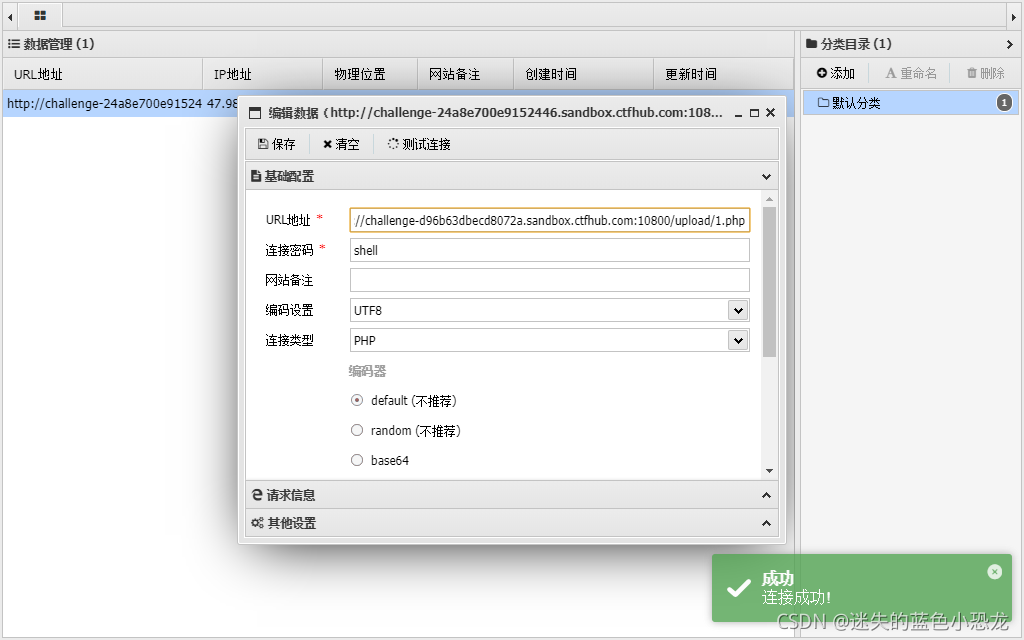 数据管理 (1)
分类目录 (1)
URL地址 IP地址 物理位置 网站备注 创建时间 更新时间
添加 重命名 删除
http://challenge-24a8e700e91524 47.98
默认分类 1
编辑数据 (http://challenge-24a8e700e9152446.sandbox.ctfhub.com:108...
保存 清空 测试连接
基础配置
URL地址 * //challenge-d96b63dbecd8072a.sandbox.ctfhub.com:10800/upload/1.php
连接密码 * shell
网站备注
编码设置 UTF8
连接类型 PHP
编码器
default (不推荐)
random (不推荐)
base64
请求信息
其他设置
成功
连接成功!
CSDN @迷失的蓝色小恐龙